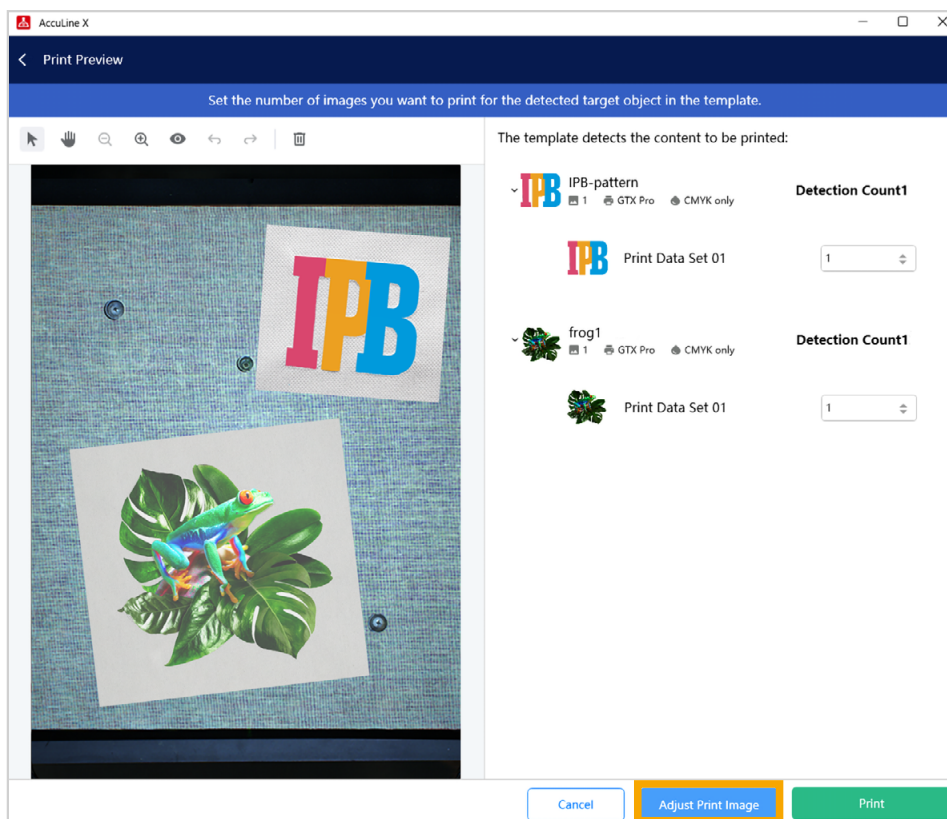 AccuLine X
Print Preview
Set the number of images you want to print for the detected target object in the template.
The template detects the content to be printed:
IPB
IPB-pattern
Detection Count1
1 GTX Pro CMYK only
IPB
Print Data Set 01
1
IPB
frog1
Detection Count1
1 GTX Pro CMYK only
Print Data Set 01
1
Cancel
Adjust Print Image
Print